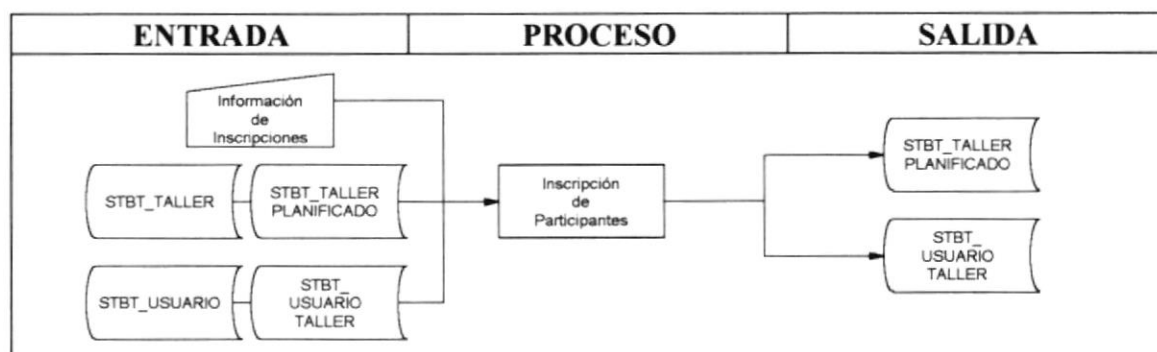 ENTRADA
PROCESO
SALIDA
Información
de
Inscripciones
STBT_TALLER
STBT_TALLER
PLANIFICADO
STBT_USUARIO
STBT_
USUARIO
TALLER
Inscripción
de
Participantes
STBT_TALLER
PLANIFICADO
STBT_
USUARIO
TALLER